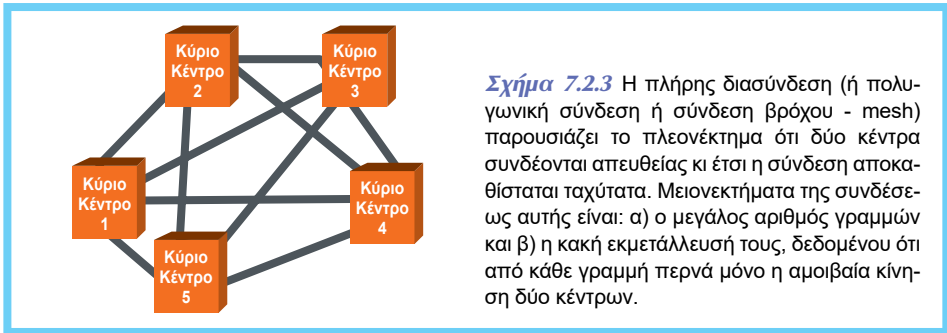 Κύριο
Κέντρο
2
Κύριο
Κέντρο
3
Κύριο
Κέντρο
1
Κύριο
Κέντρο
4
Κύριο
Κέντρο
5
Σχήμα 7.2.3 Η πλήρης διασύνδεση (ή πολυ-
γωνική σύνδεση ή σύνδεση βρόχου - mesh)
παρουσιάζει το πλεονέκτημα ότι δύο κέντρα
συνδέονται απευθείας κι έτσι η σύνδεση αποκα-
θίσταται ταχύτατα. Μειονεκτήματα της συνδέσε-
ως αυτής είναι: α) ο μεγάλος αριθμός γραμμών
και β) η κακή εκμετάλλευσή τους, δεδομένου ότι
από κάθε γραμμή περνά μόνο η αμοιβαία κίνη-
ση δύο κέντρων.